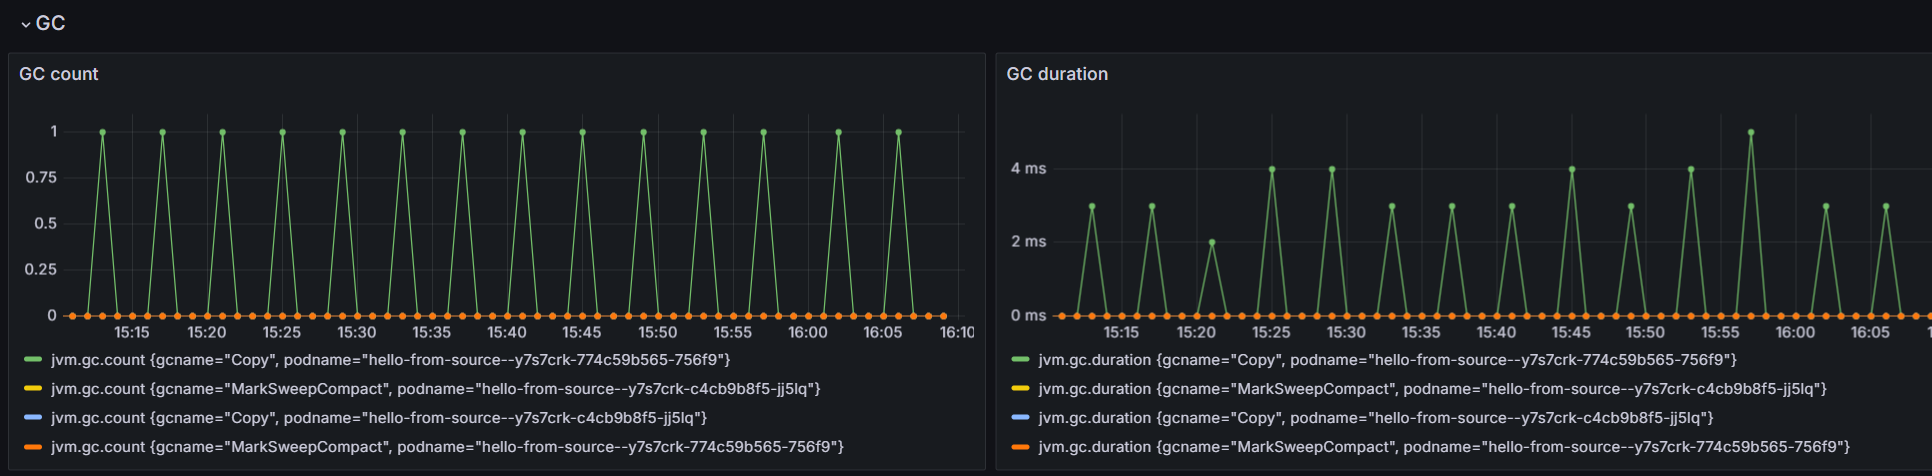 GC
GC count
1
0.75
0.5
0.25
0
15:15 15:20 15:25 15:30 15:35 15:40 15:45 15:50 15:55 16:00 16:05 16:10
jvm.gc.count {gcname="Copy", podname="hello-from-source--y7s7crk-774c59b565-756f9"}
jvm.gc.count {gcname="MarkSweepCompact", podname="hello-from-source--y7s7crk-c4cb9b8f5-jj5lq"}
jvm.gc.count {gcname="Copy", podname="hello-from-source--y7s7crk-c4cb9b8f5-jj5lq"}
jvm.gc.count {gcname="MarkSweepCompact", podname="hello-from-source--y7s7crk-774c59b565-756f9"}
GC duration
4 ms
2 ms
0 ms
15:15 15:20 15:25 15:30 15:35 15:40 15:45 15:50 15:55 16:00 16:05
jvm.gc.duration {gcname="Copy", podname="hello-from-source--y7s7crk-774c59b565-756f9"}
jvm.gc.duration {gcname="MarkSweepCompact", podname="hello-from-source--y7s7crk-c4cb9b8f5-jj5lq"}
jvm.gc.duration {gcname="Copy", podname="hello-from-source--y7s7crk-c4cb9b8f5-jj5lq"}
jvm.gc.duration {gcname="MarkSweepCompact", podname="hello-from-source--y7s7crk-774c59b565-756f9"}